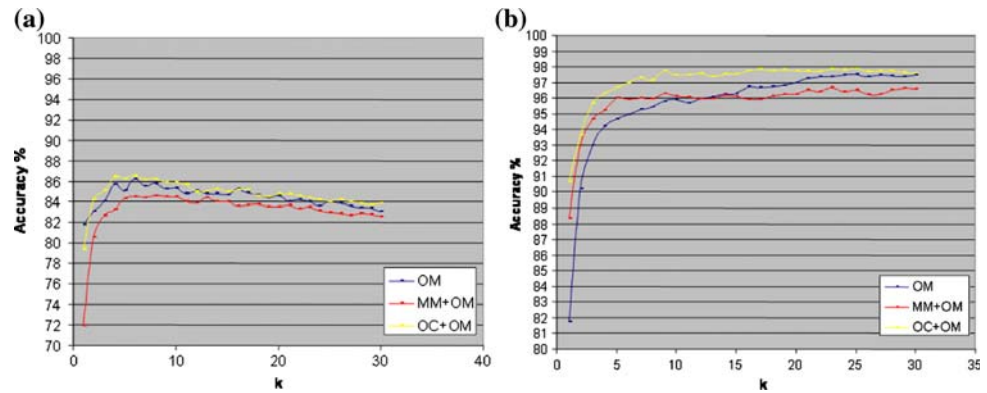 (a)
100
98
96
94
92
90
88
86
84
82
80
78
76
74
72
70
Accuracy %
0 10 20 30 40
k
OM
MM+OM
OC+OM
(b)
100
99
98
97
96
95
94
93
92
91
90
89
88
87
86
85
84
83
82
81
80
Accuracy %
0 5 10 15 20 25 30 35
k
OM
MM+OM
OC+OM